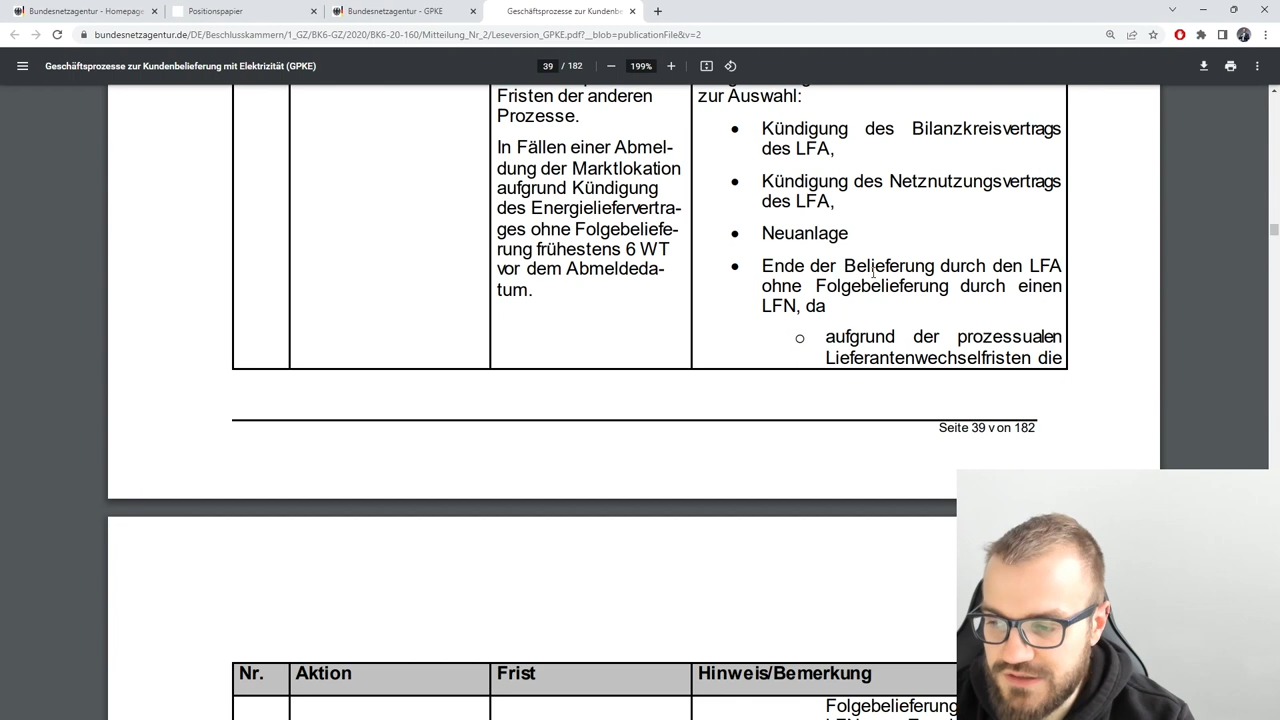 Bundesnetzagentur - Homepage
Positionspapier
Bundesnetzagentur - GPKE
Geschäftsprozesse zur Kundenbe
bundesnetzagentur.de/DE/Beschlusskammern/1_GZ/BK6-GZ/2020/BK6-20-160/Mitteilung_Nr_2/Leseversion_GPKE.pdf?__blob=publicationFile&v=2
Geschäftsprozesse zur Kundenbelieferung mit Elektrizität (GPKE)
39 / 182
199%
Fristen der anderen
Prozesse.
In Fällen einer Abmel-
dung der Marktlokation
aufgrund Kündigung
des Energieliefervertra-
ges ohne Folgebeliefe-
rung frühestens 6 WT
vor dem Abmeldeda-
tum.
zur Auswahl:
• Kündigung des Bilanzkreisvertrags
des LFA,
• Kündigung des Netznutzungsvertrags
des LFA,
• Neuanlage
• Ende der Belieferung durch den LFA
ohne Folgebelieferung durch einen
LFN, da
o aufgrund der prozessualen
Lieferantenwechselfristen die
Seite 39 von 182
Nr. Aktion Frist Hinweis/Bemerkung
Folgebelieferung